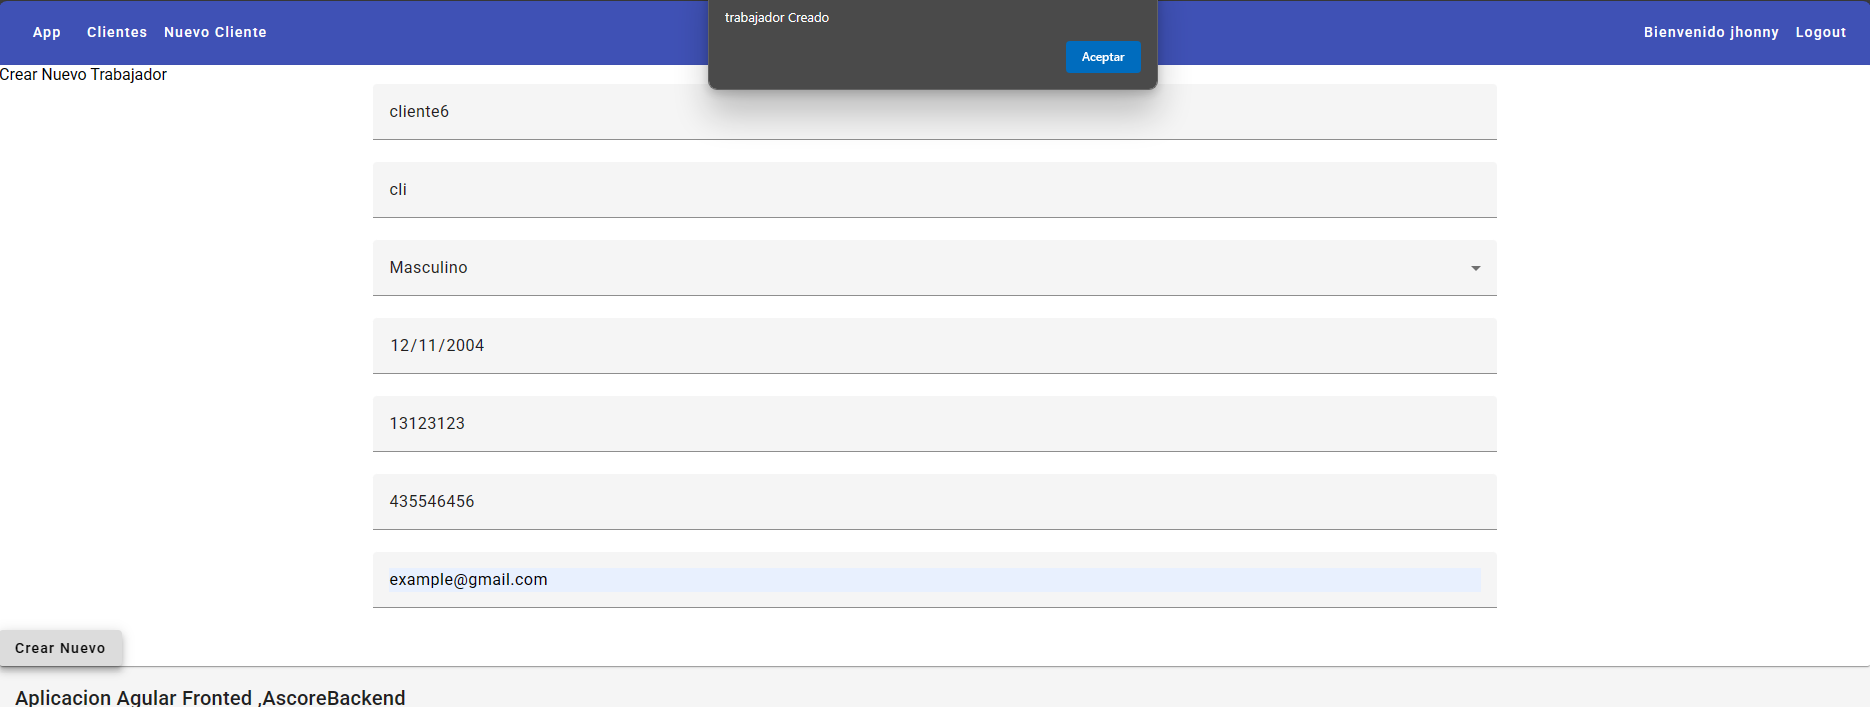 trabajador Creado
Aceptar
App Clientes Nuevo Cliente Bienvenido jhonny Logout
Crear Nuevo Trabajador
cliente6
cli
Masculino
12/11/2004
13123123
435546456
example@gmail.com
Crear Nuevo
Aplicacion Agular Fronted ,AscoreBackend